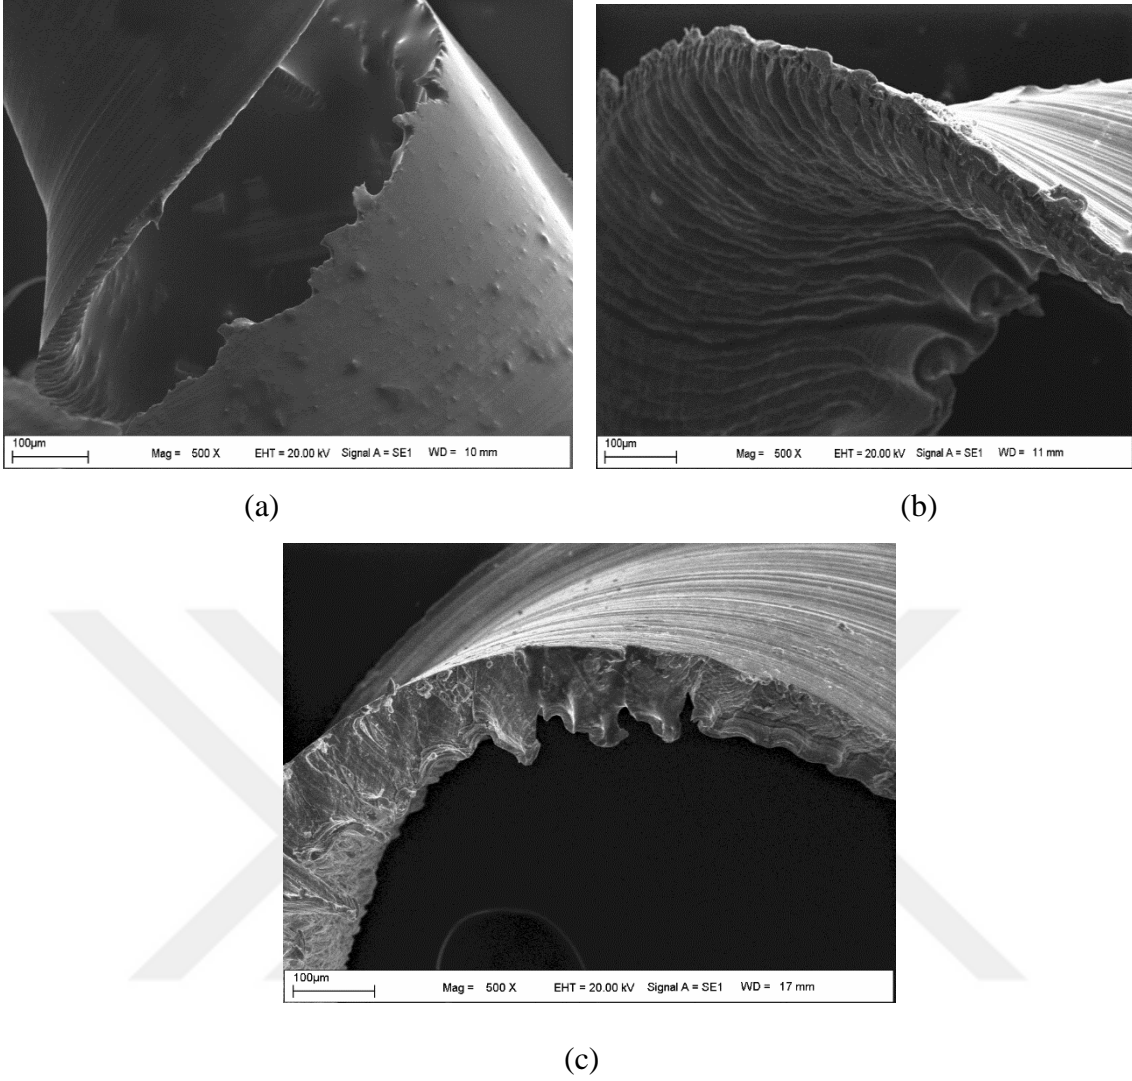 100µm
Mag = 500 X EHT = 20.00 kV Signal A = SE1 WD = 10 mm
100µm
Mag = 500 X EHT = 20.00 kV Signal A = SE1 WD = 11 mm
(a)
(b)
100µm
Mag = 500 X EHT = 20.00 kV Signal A = SE1 WD = 17 mm
(c)